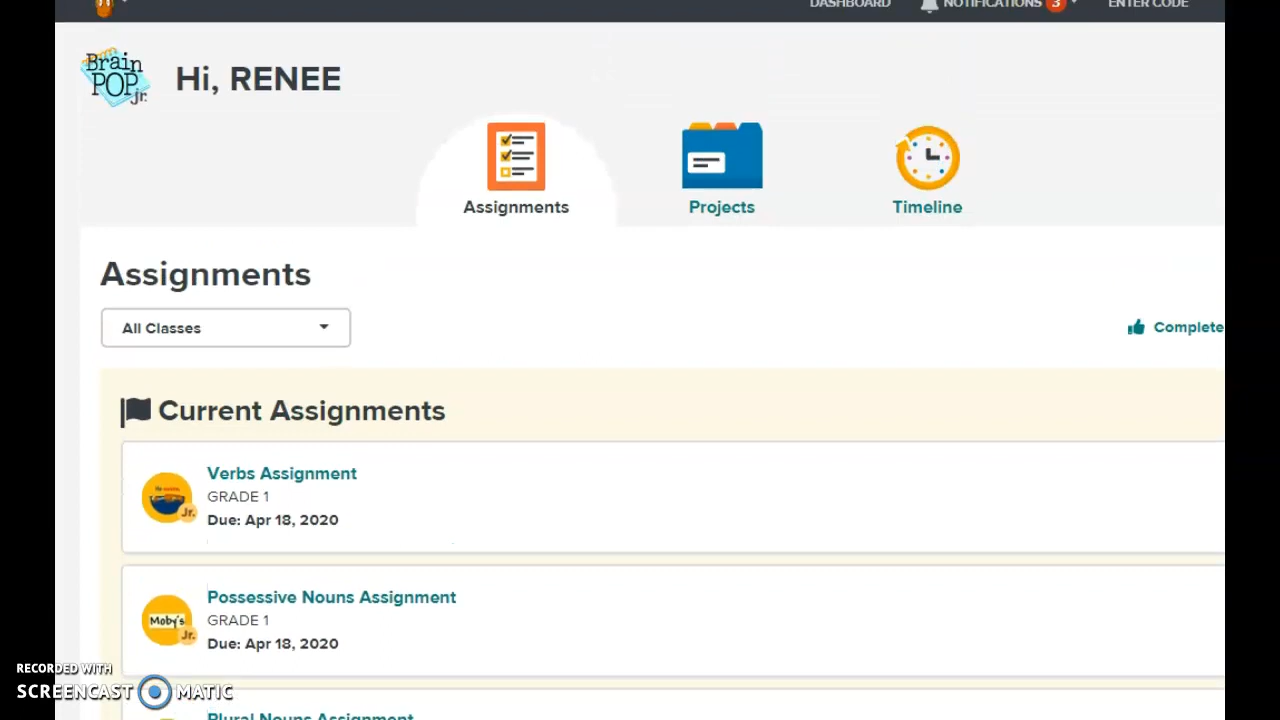 DASHBOARD NOTIFICATIONS 3 ENTER CODE
Brain
POP
jr.
Hi, RENEE
Assignments Projects Timeline
Assignments
All Classes
Complete
Current Assignments
Verbs Assignment
GRADE 1
Jr.
Due: Apr 18, 2020
Possessive Nouns Assignment
GRADE 1
Moby's
Jr.
Due: Apr 18, 2020
Plural Nouns Assignment
RECORDED WITH
SCREENCAST MATIC